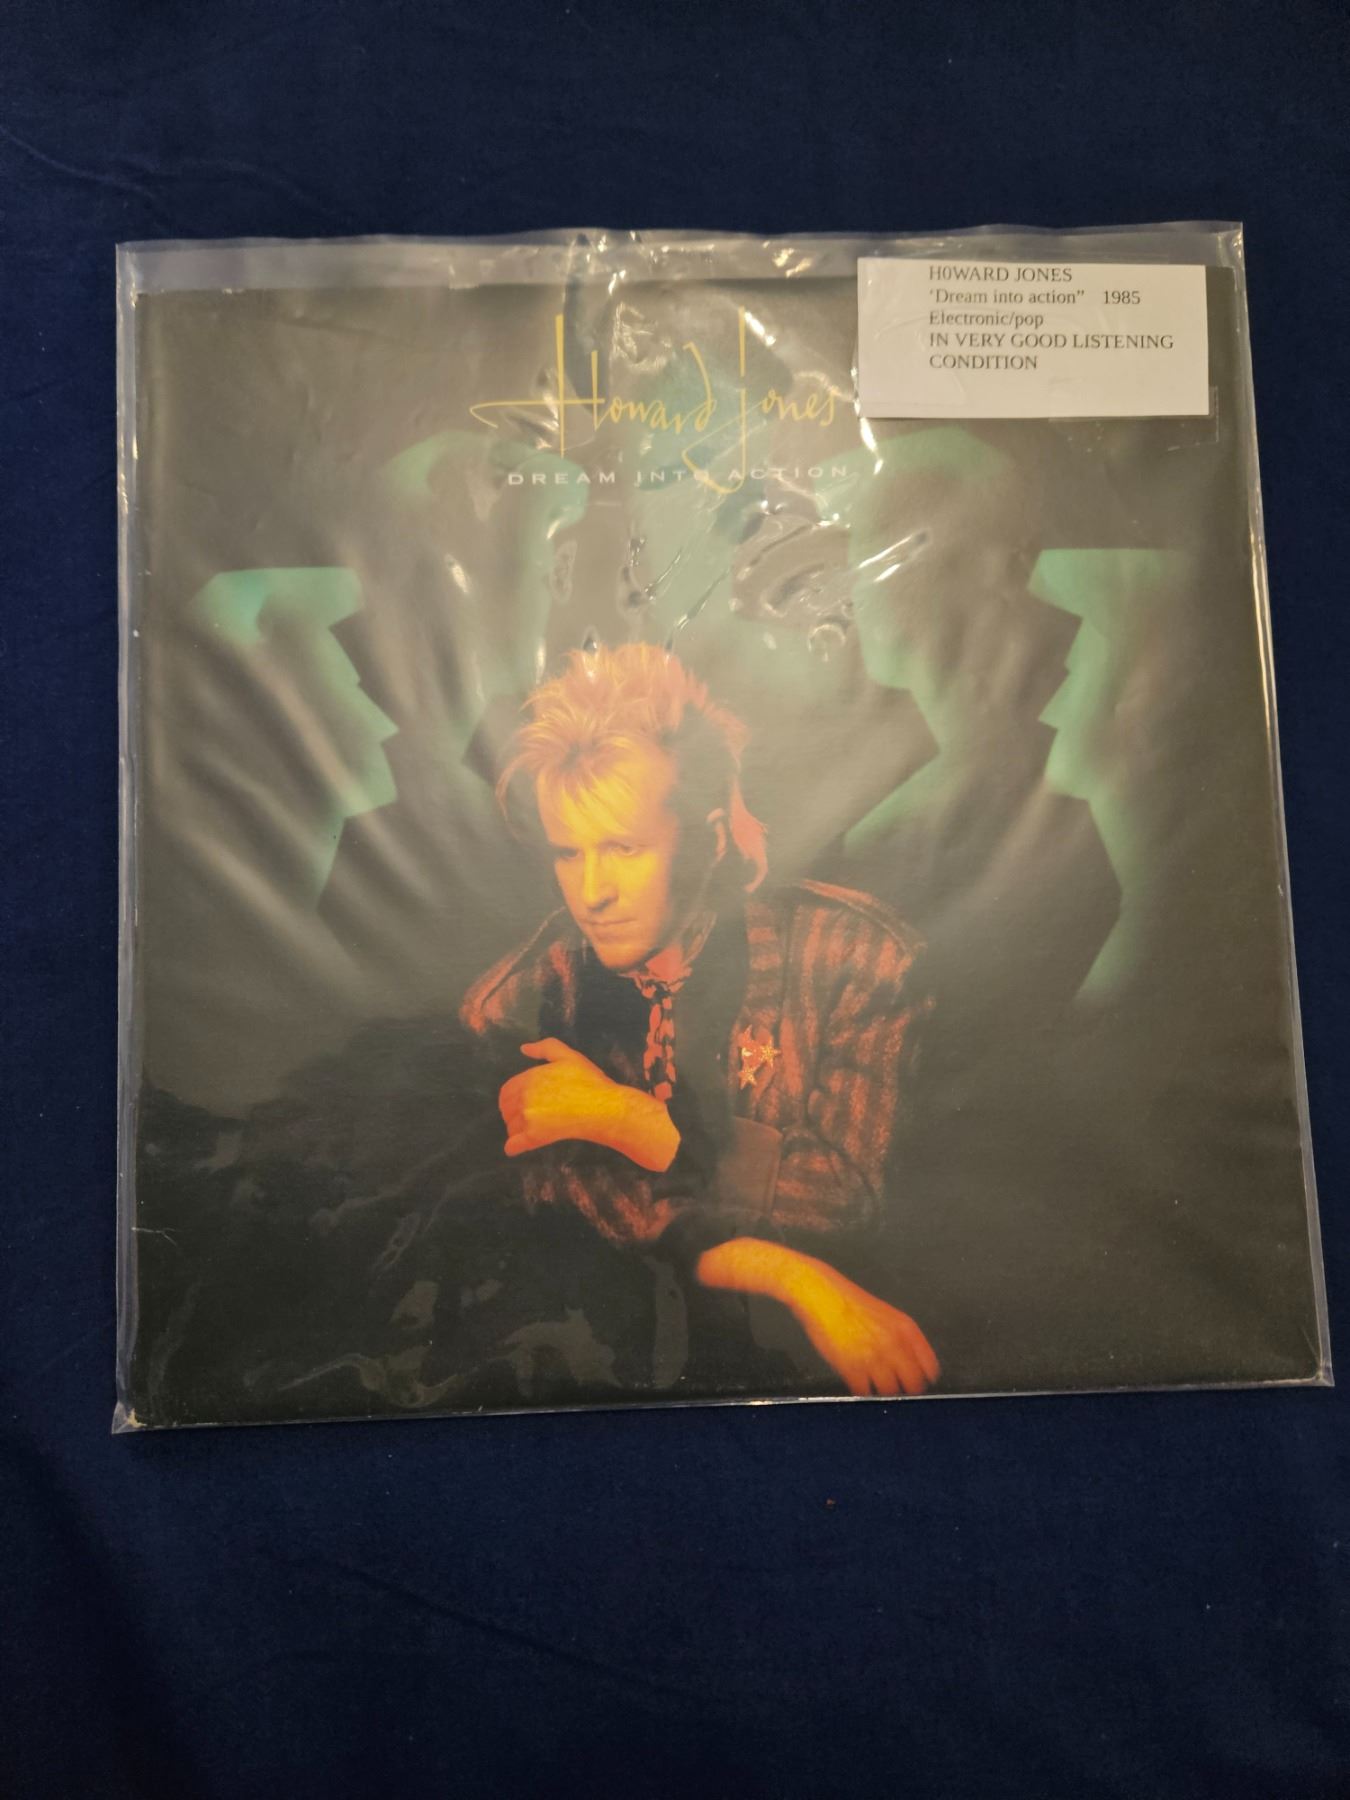 H0WARD JONES
‘Dream into action” 1985
Electronic/pop
IN VERY GOOD LISTENING
CONDITION
Howard Jones
DREAM INTO ACTION